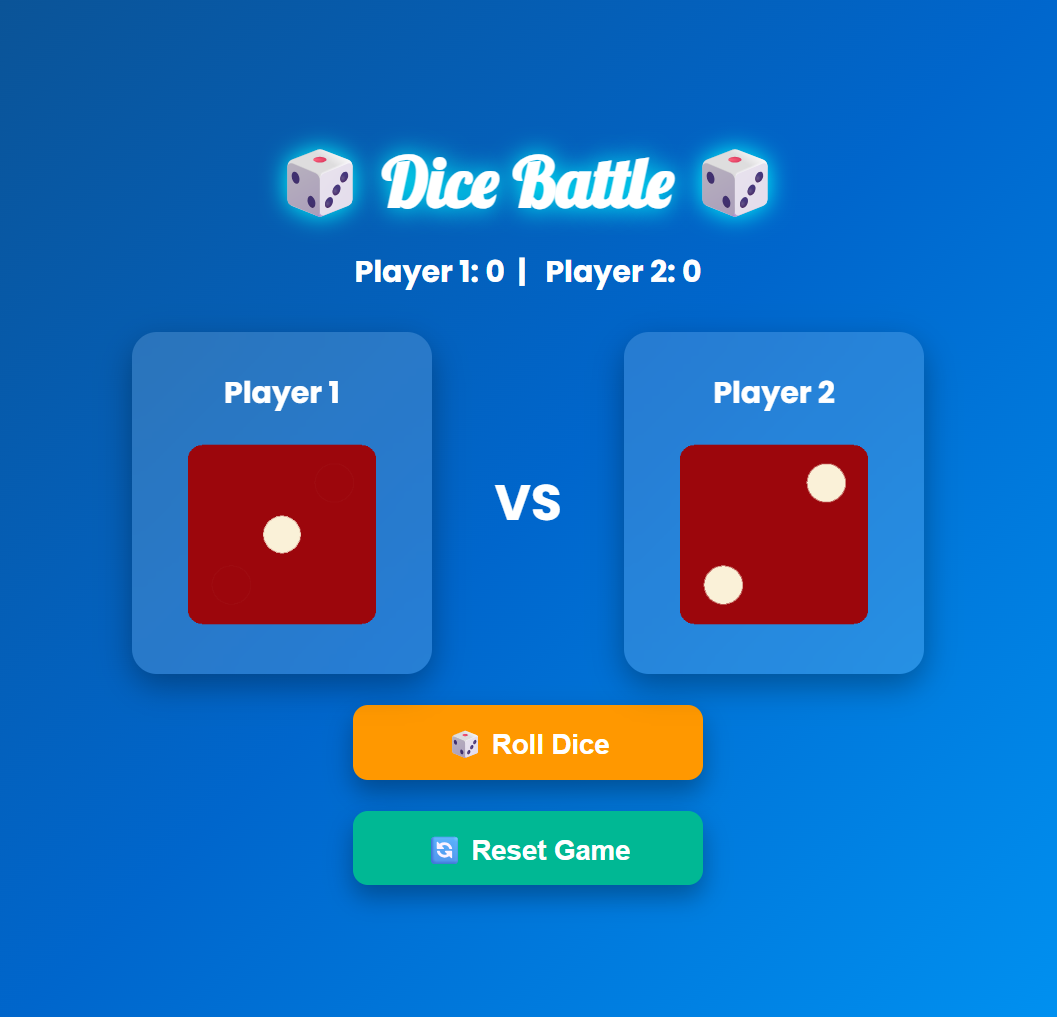 Dice Battle
Player 1: 0 | Player 2: 0
Player 1
Player 2
VS
Roll Dice
Reset Game